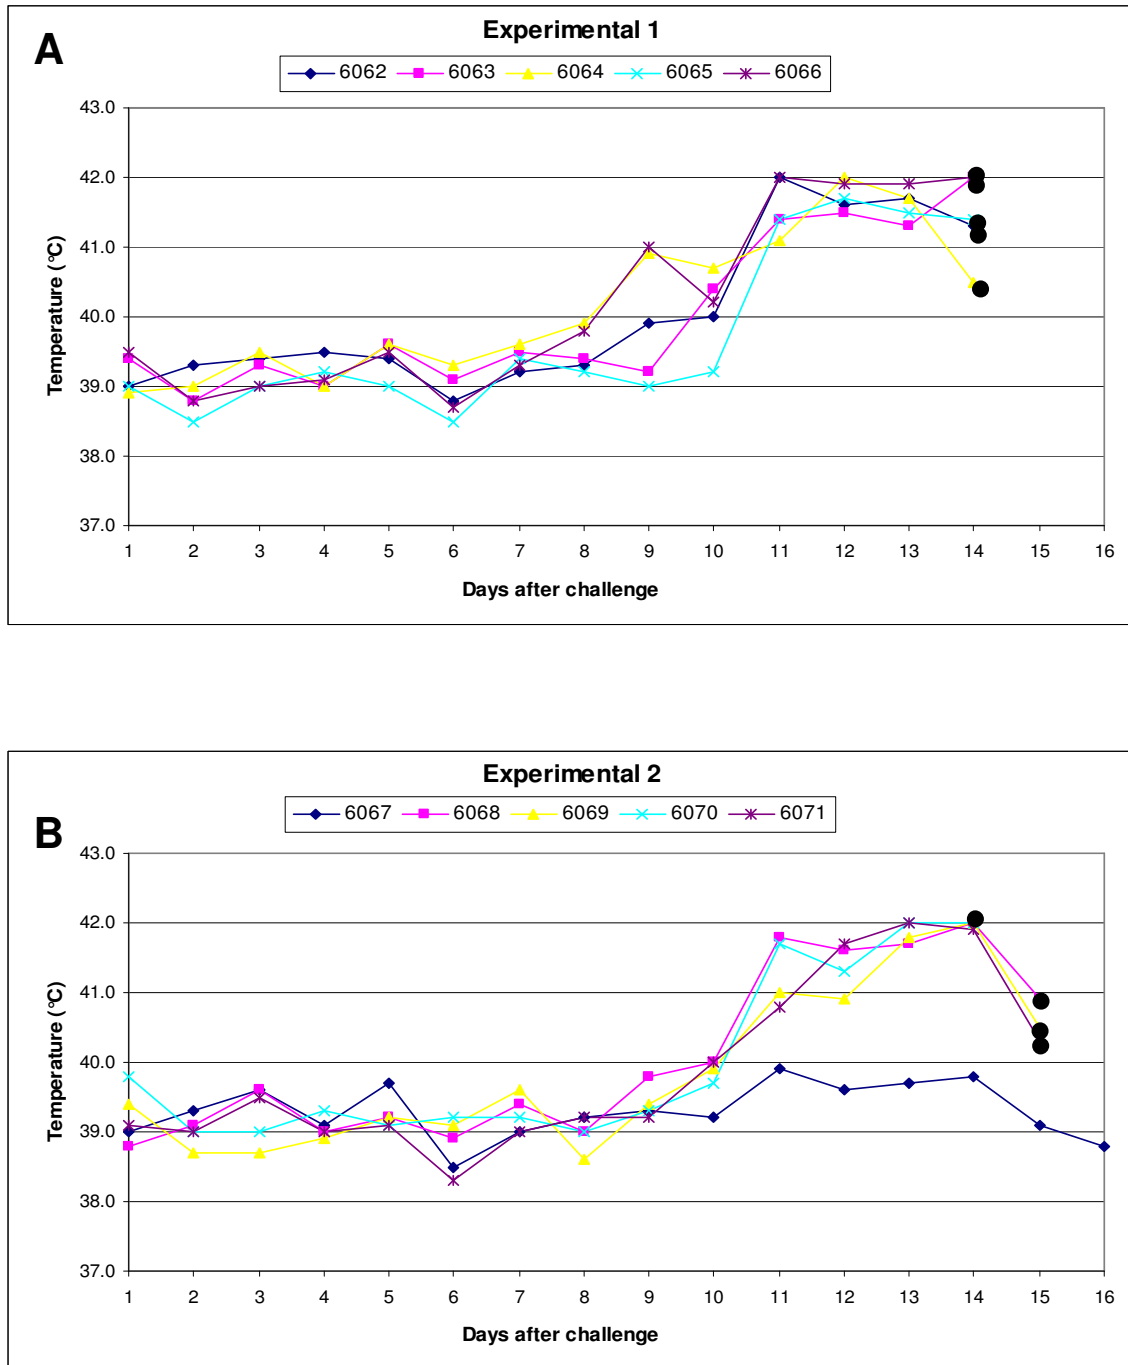 A
Experimental 1
6062 6063 6064 6065 6066
43.0
42.0
41.0
40.0
39.0
38.0
37.0
Temperature (°C)
1 2 3 4 5 6 7 8 9 10 11 12 13 14 15 16
Days after challenge
B
Experimental 2
6067 6068 6069 6070 6071
43.0
42.0
41.0
40.0
39.0
38.0
37.0
Temperature (°C)
1 2 3 4 5 6 7 8 9 10 11 12 13 14 15 16
Days after challenge